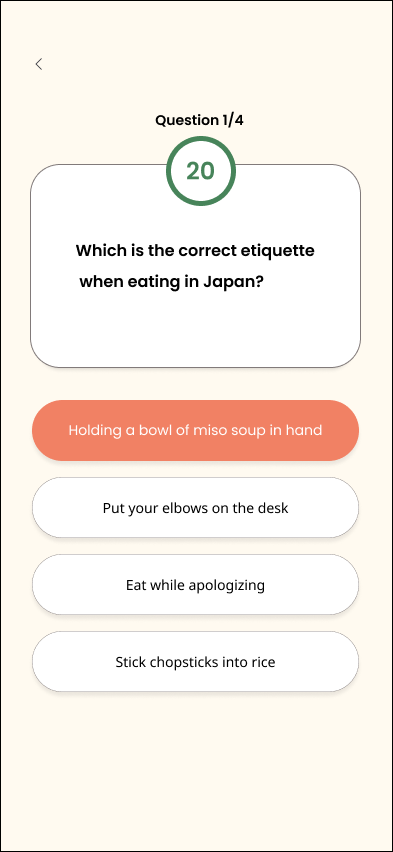 Question 1/4
20
Which is the correct etiquette
when eating in Japan?
Holding a bowl of miso soup in hand
Put your elbows on the desk
Eat while apologizing
Stick chopsticks into rice